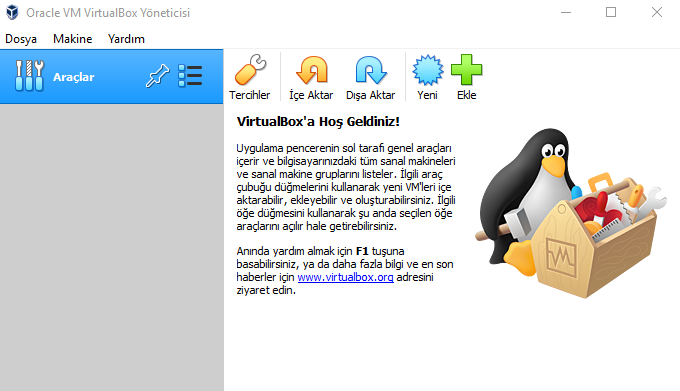 Oracle VM VirtualBox Yöneticisi
Dosya Makine Yardım
Araçlar
Tercihler İçe Aktar Dışa Aktar Yeni Ekle
VirtualBox'a Hoş Geldiniz!
Uygulama pencerenin sol tarafı genel araçları
içerir ve bilgisayarınızdaki tüm sanal makineleri
ve sanal makine gruplarını listeler. İlgili araç
çubuğu düğmelerini kullanarak yeni VM'leri içe
aktarabilir, ekleyebilir ve oluşturabilirsiniz. İlgili
öğe düğmesini kullanarak şu anda seçilen öğe
araçlarını açılır hale getirebilirsiniz.
Anında yardım almak için F1 tuşuna
basabilirsiniz, ya da daha fazla bilgi ve en son
haberler için www.virtualbox.org adresini
ziyaret edin.
VM